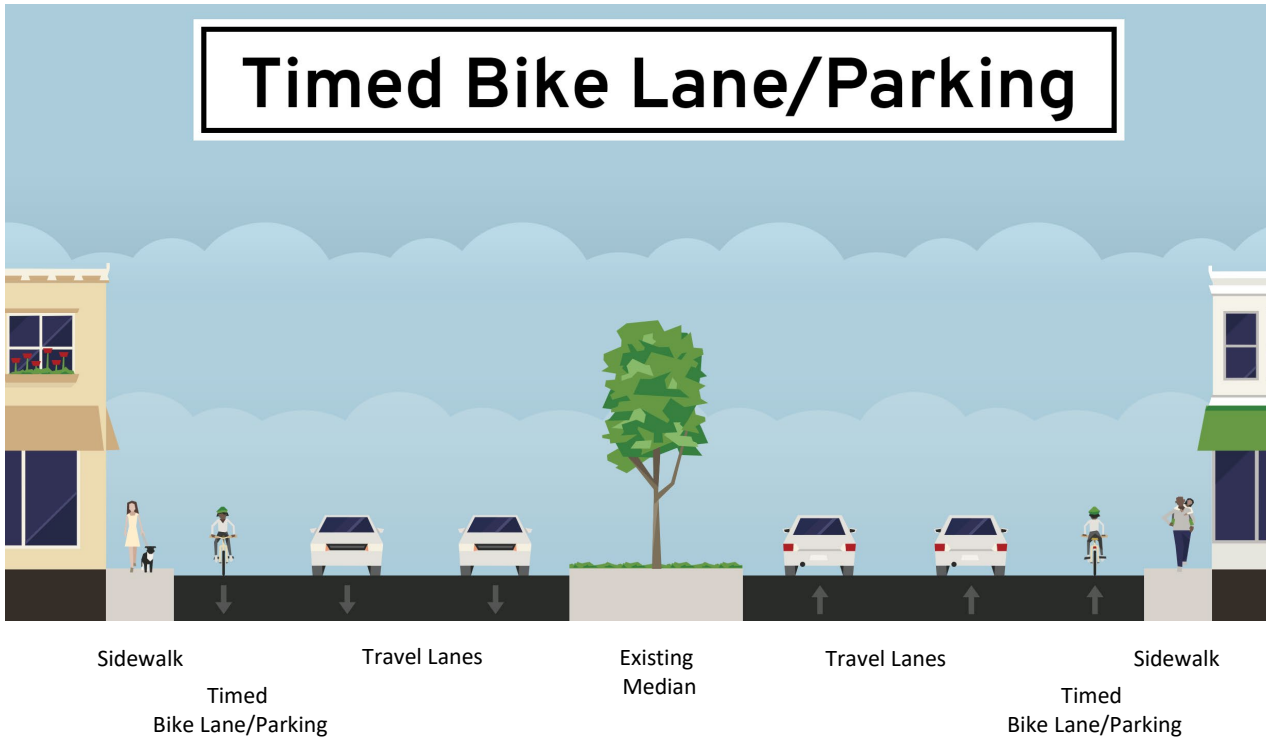 Timed Bike Lane/Parking
Sidewalk
Timed
Bike Lane/Parking
Travel Lanes
Existing
Median
Travel Lanes
Timed
Bike Lane/Parking
Sidewalk